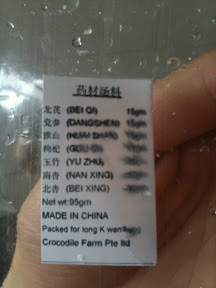 药材汤料
北芪 (BEI QI) 15gm
党参 (DANGSHEN) 15gm
淮山 (HUAI SHAN)
枸杞 (GOU QI)
玉竹 (YU ZHU)
南杏 (NAN XING)
北杏 (BEI XING)
Net wt:95gm
MADE IN CHINA
Packed for long K wan
Crocodile Farm Pte ltd